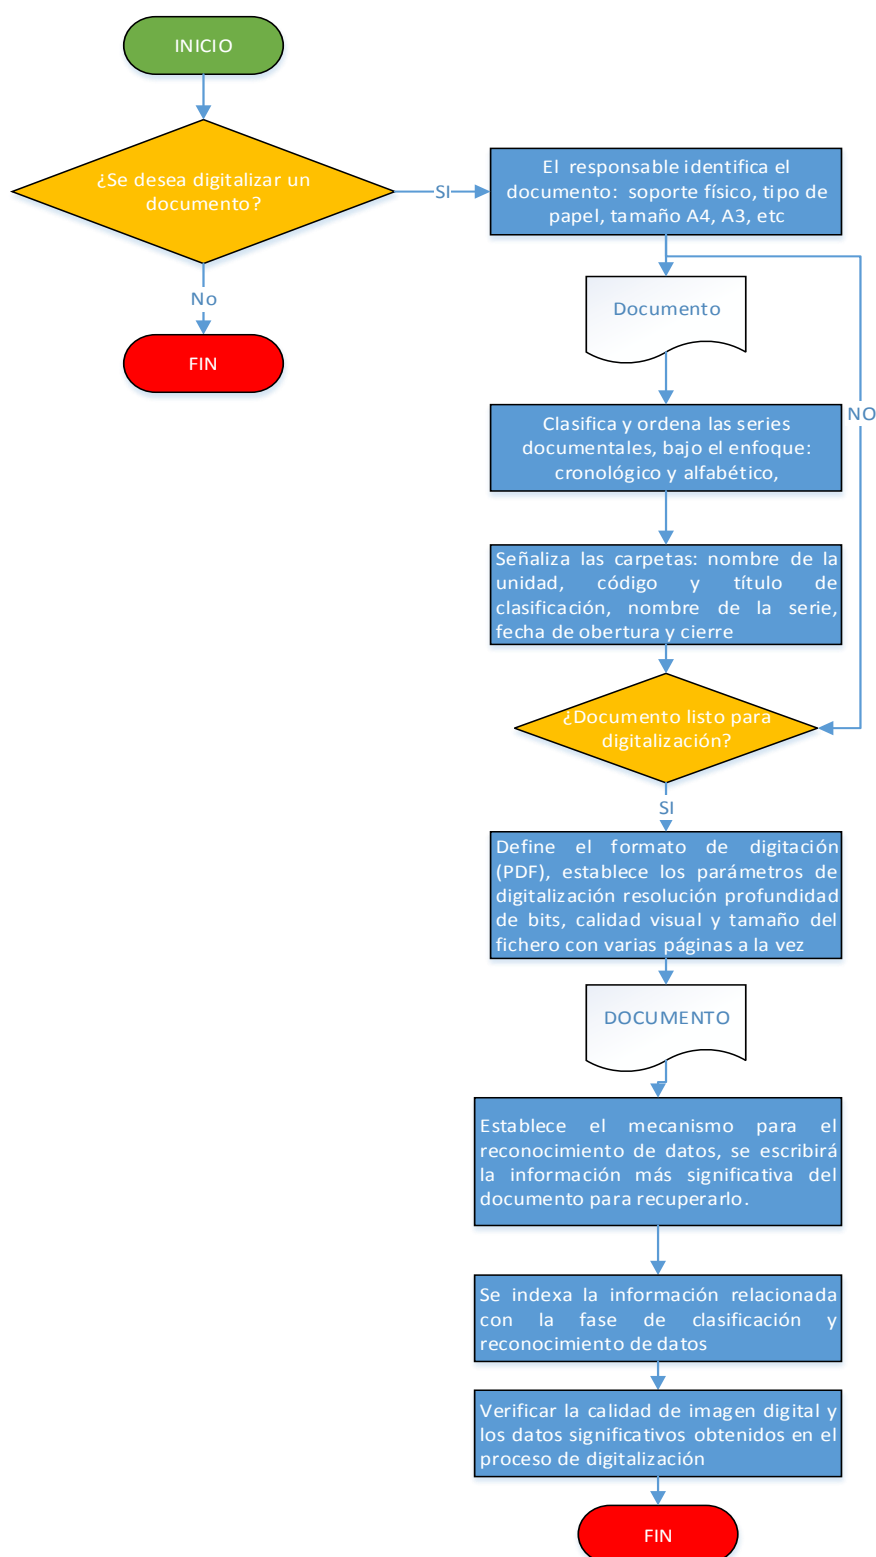 INICIO
¿Se desea digitalizar un
documento?
SI
El responsable identifica el
documento: soporte físico, tipo de
papel, tamaño A4, A3, etc
No
FIN
Documento
NO
Clasifica y ordena las series
documentales, bajo el enfoque:
cronológico y alfabético,
Señaliza las carpetas: nombre de la
unidad, código y título de
clasificación, nombre de la serie,
fecha de obertura y cierre
¿Documento listo para
digitalización?
SI
Define el formato de digitación
(PDF), establece los parámetros de
digitalización resolución profundidad
de bits, calidad visual y tamaño del
fichero con varias páginas a la vez
DOCUMENTO
Establece el mecanismo para el
reconocimiento de datos, se escribirá
la información más significativa del
documento para recuperarlo.
Se indexa la información relacionada
con la fase de clasificación y
reconocimiento de datos
Verificar la calidad de imagen digital y
los datos significativos obtenidos en el
proceso de digitalización
FIN